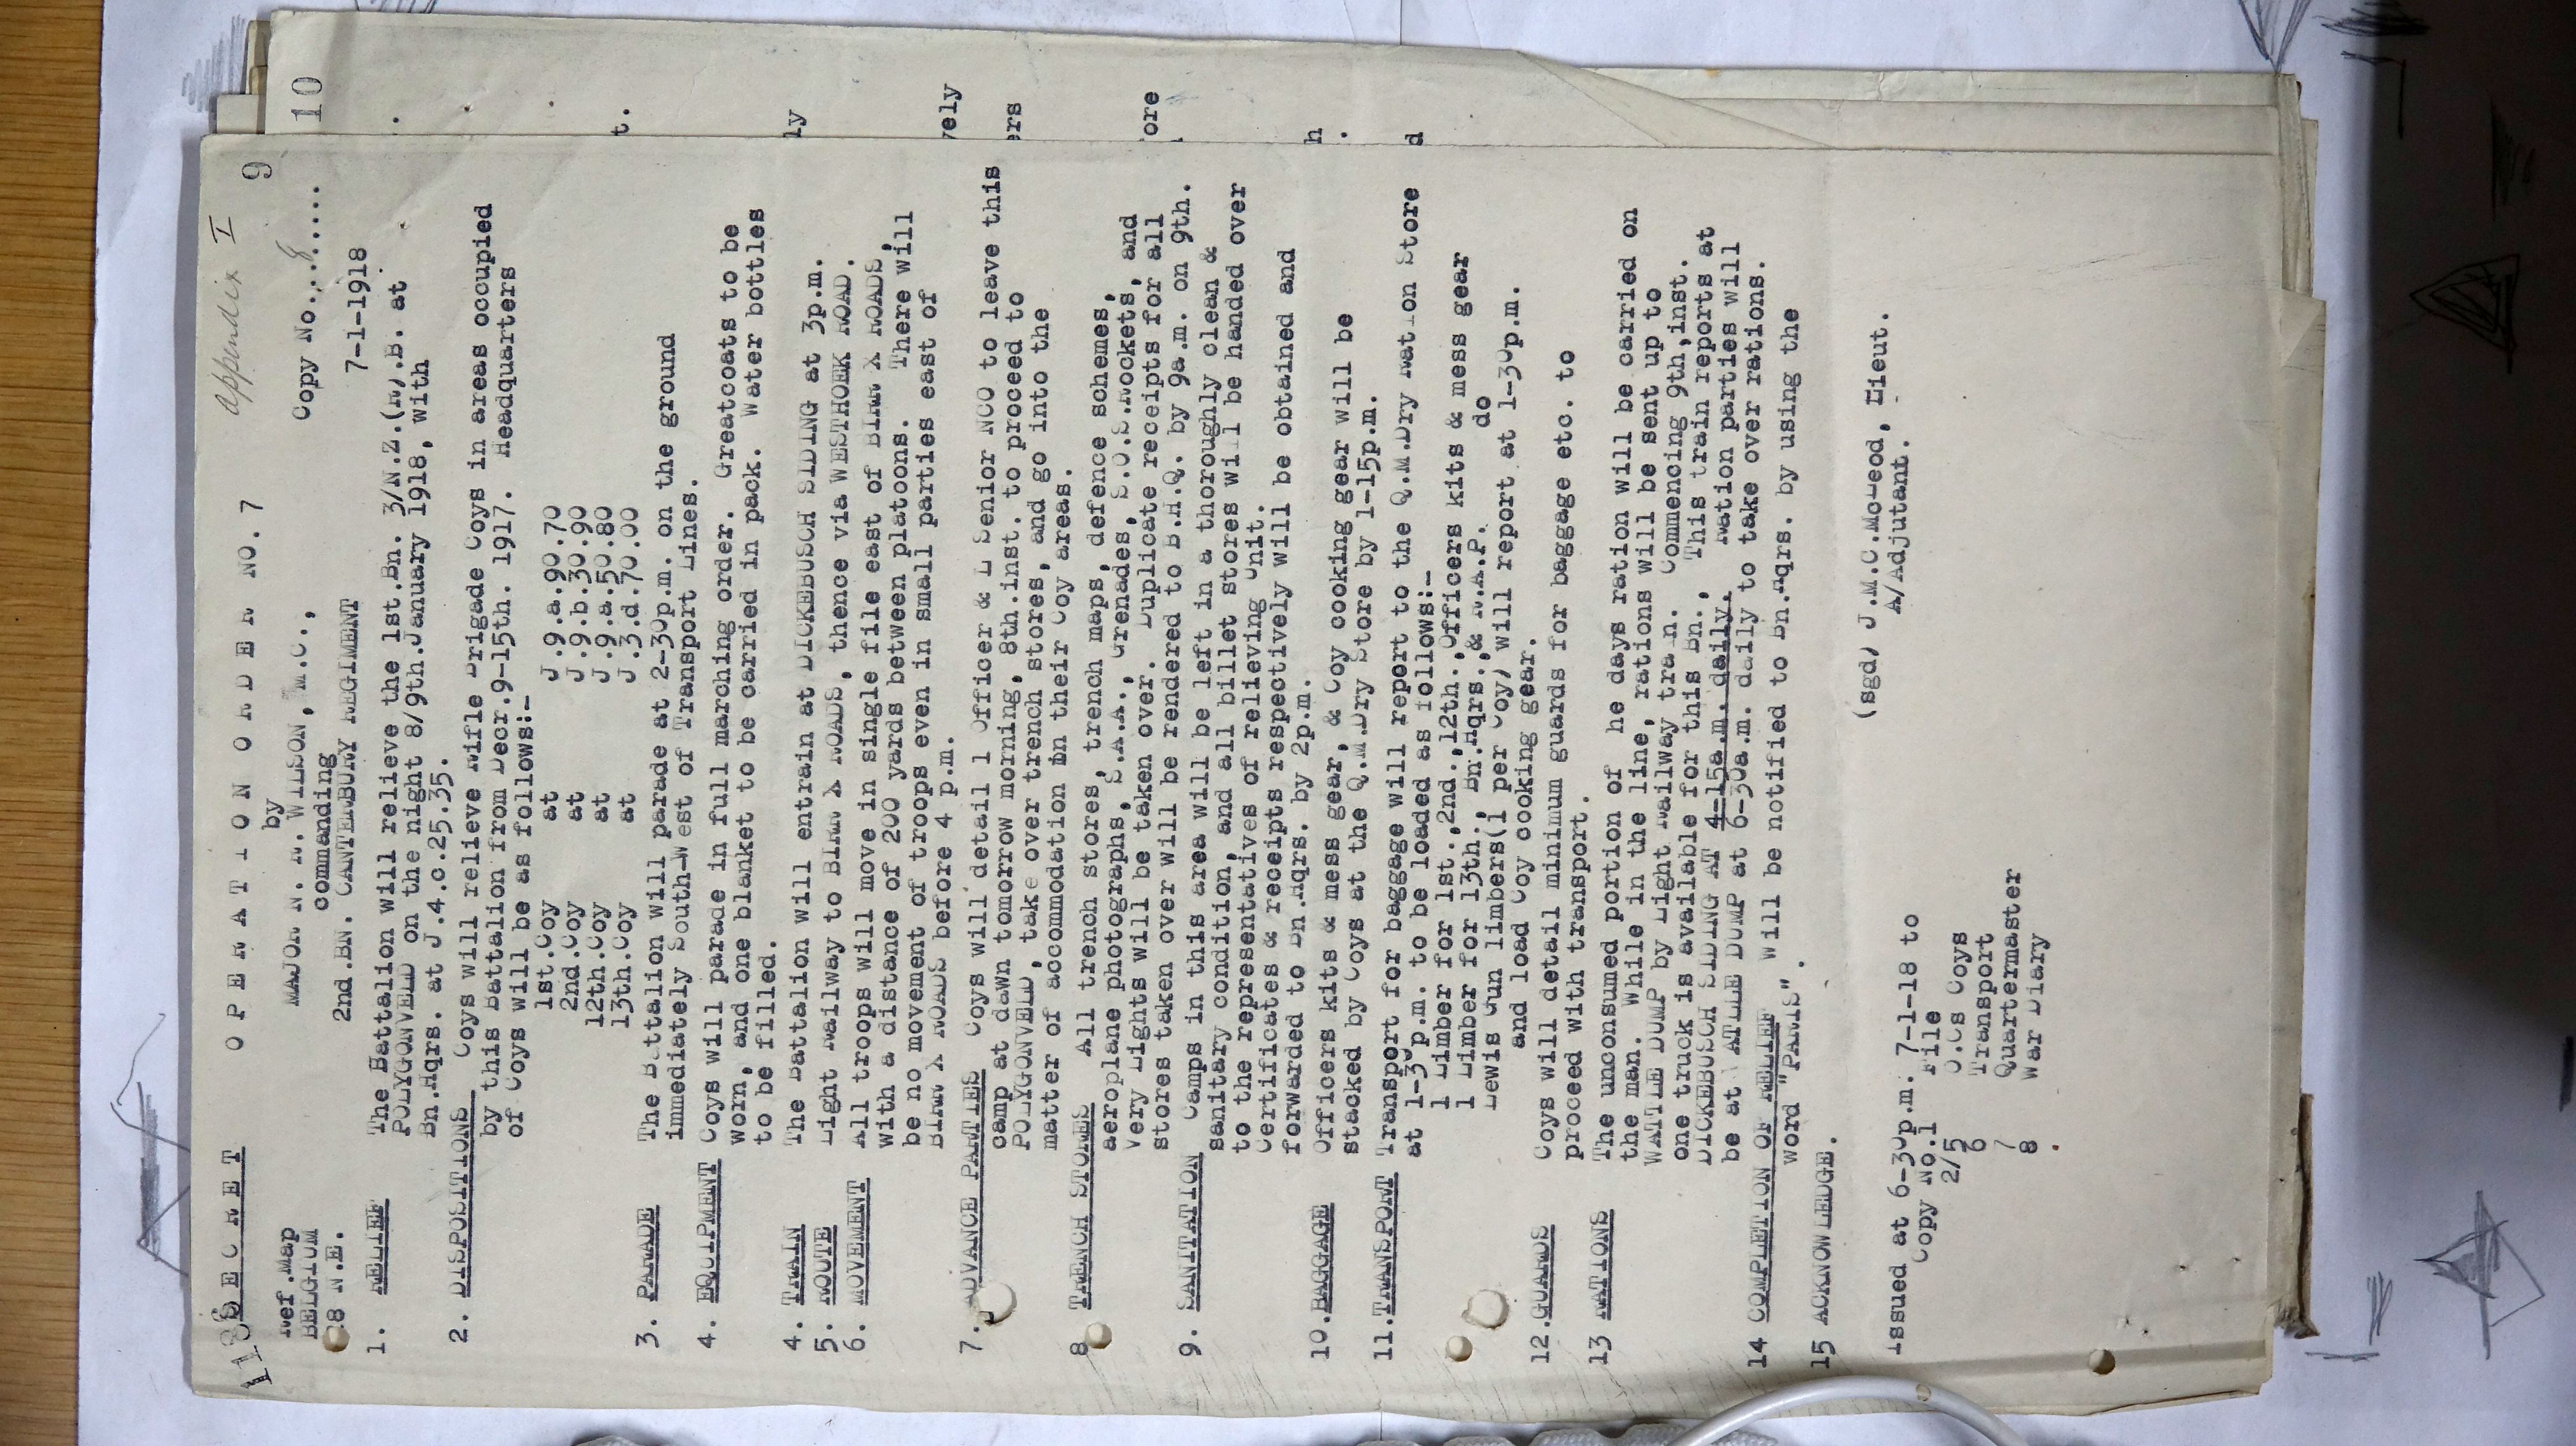 Appendix I 9
113 S E C R E T O P E R A T I O N O R D E R NO. 7
by
Ref.Map MAJOR N. R. WILSON, M.C., Copy No...8.....
BELGIUM commanding
28 N.E. 2nd.BN. CANTERBURY REGIMENT 7-1-1918
1. RELIEF The Battalion will relieve the 1st.Bn. 3/N.Z.(R).B. at
POLYGONVELD on the night 8/9th.January 1918, with
Bn.Hqrs. at J.4.c.25.35.
2. DISPOSITIONS Coys will relieve Rifle Brigade Coys in areas occupied
by this Battalion from Decr.9-15th. 1917. Headquarters
of Coys will be as follows:-
1st.Coy at J.9.a.90.70
2nd.Coy at J.9.b.30.90
12th.Coy at J.9.a.50.80
13th.Coy at J.3.d.70.00
3. PARADE The Battalion will parade at 2-30p.m. on the ground
immediately South-West of Transport Lines.
4. EQUIPMENT Coys will parade in full marching order. Greatcoats to be
worn, and one blanket to be carried in pack. Water bottles
to be filled.
4. TRAIN The Battalion will entrain at DICKEBUSCH SIDING at 3p.m.
5. ROUTE Light Railway to BIRR X ROADS, thence via WESTHOEK ROAD.
6. MOVEMENT All troops will move in single file east of BIRR X ROADS,
with a distance of 200 yards between platoons. There will
be no movement of troops even in small parties east of
BIRR X ROADS before 4 p.m.
7. ADVANCE PARTIES Coys will detail 1 Officer & 1 Senior NCO to leave this
camp at dawn tomorrow morning, 8th.inst. to proceed to
POLYGONVELD, take over trench stores, and go into the
matter of accommodation in their Coy areas.
8 TRENCH STORES All trench stores, trench maps, defence schemes,
aeroplane photographs, S.A.A., Grenades, S.O.S.Rockets, and
Very Lights will be taken over. Duplicate receipts for all
stores taken over will be rendered to B.H.Q. by 9a.m. on 9th.
9. SANITATION Camps in this area will be left in a thoroughly clean &
sanitary condition, and all billet stores will be handed over
to the representatives of relieving Unit.
Certificates & receipts respectively will be obtained and
forwarded to Bn.Hqrs. by 2p.m.
10.BAGGAGE Officers kits & mess gear, & Coy cooking gear will be
stacked by Coys at the Q.M.Dry Store by 1-15p.m.
11.TRANSPORT Transport for baggage will report to the Q.M.Dry Ration Store
at 1-30p.m. to be loaded as follows:-
1 Limber for 1st.,2nd.,12th.,Officers kits & mess gear
1 Limber for 13th., Bn.Hqrs.,& R.A.P. do
Lewis Gun limbers(1 per Coy) will report at 1-30p.m.
and load Coy cooking gear.
12.GUARDS Coys will detail minimum guards for baggage etc. to
proceed with transport.
13 RATIONS The unconsumed portion of he days ration will be carried on
the man. While in the line, rations will be sent up to
WATTLE DUMP by Light Railway tra n. Commencing 9th,inst.
one truck is available for this Bn., This train reports at
DICKEBUSCH SIDING AT 4-15a.m. daily. Ration parties will
be at WATTLE DUMP at 6-30a.m. daily to take over rations.
14 COMPLETION OF RELIEF Will be notified to Bn.Hqrs. by using the
word "PARIS".
15 ACKNOWLEDGE.
(sgd) J.M.C.McLeod, Lieut.
A/Adjutant.
Issued at 6-30p.m. 7-1-18 to
Copy No.1 File
2/5 O.Cs Coys
6 Transport
7 Quartermaster
8 War Diary
10
t.
ly
vely
ers
ore
h
d